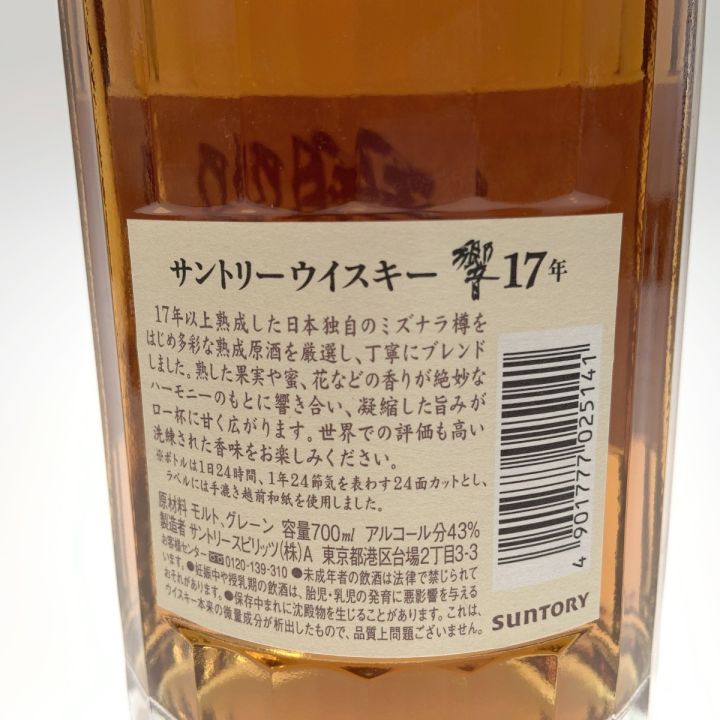 サントリーウイスキー 響 17年
17年以上熟成した日本独自のミズナラ樽を
はじめ多彩な熟成原酒を厳選し、丁寧にブレンド
しました。熟した果実や蜜、花などの香りが絶妙な
ハーモニーのもとに響き合い、凝縮した旨みが
ロ一杯に甘く広がります。世界での評価も高い
洗練された香味をお楽しみください。
※ボトルは1日24時間、1年24節気を表わす24面カットとし、
ラベルには手漉き越前和紙を使用しました。
原材料 モルト、グレーン 容量700ml アルコール分43%
製造者 サントリースピリッツ(株)A 東京都港区台場2丁目3-3
お客様センター 0120-139-310 ●未成年者の飲酒は法律で禁じられて
います。●妊娠中や授乳期の飲酒は、胎児・乳児の発育に悪影響を与える
おそれがあります。●保存中まれに沈殿物を生じることがあります。これは、
ウイスキー本来の微量成分が析出したもので、品質上問題ございません。
4 901777 025141
SUNTORY